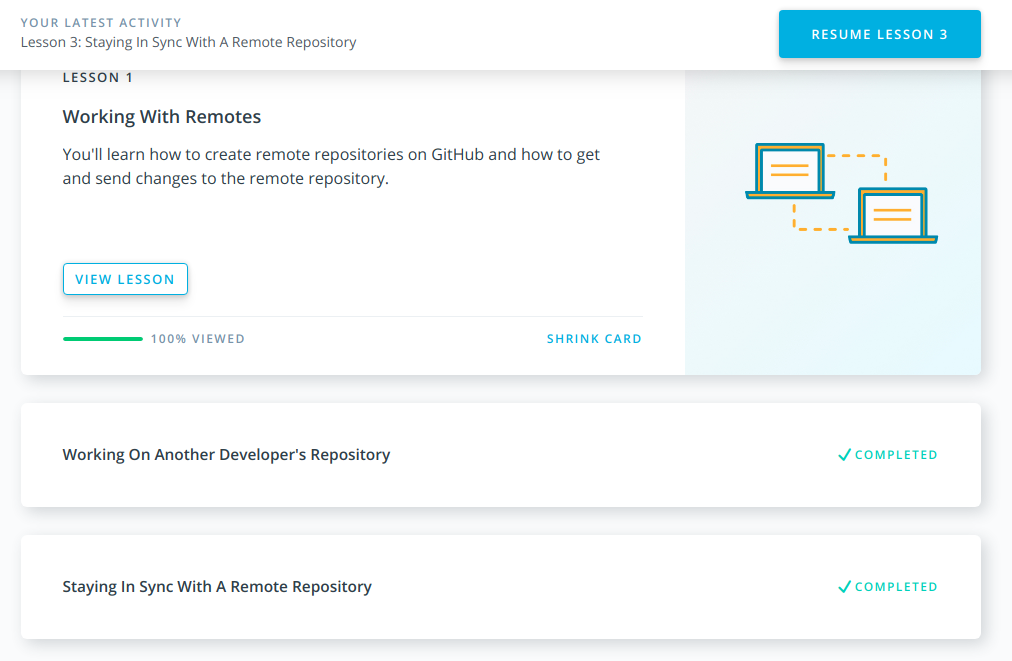 YOUR LATEST ACTIVITY
Lesson 3: Staying In Sync With A Remote Repository
RESUME LESSON 3
LESSON 1
Working With Remotes
You'll learn how to create remote repositories on GitHub and how to get
and send changes to the remote repository.
VIEW LESSON
100% VIEWED
SHRINK CARD
Working On Another Developer's Repository
COMPLETED
Staying In Sync With A Remote Repository
COMPLETED